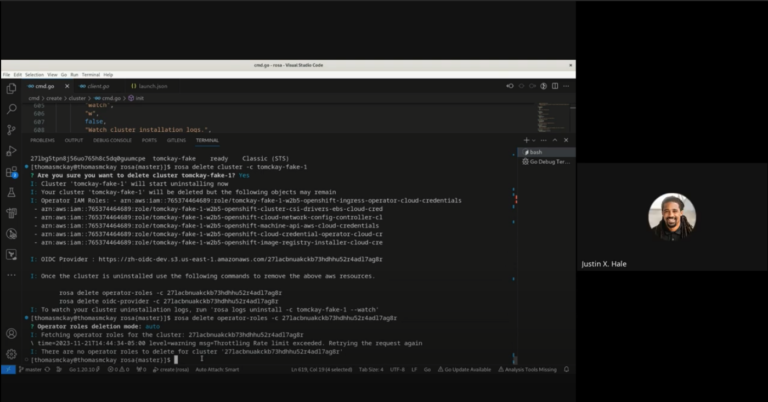 cmd.go - rosa - Visual Studio Code
File Edit Selection View Go Run Terminal Help
cmd.go × client.go launch.json
cmd > create > cluster > cmd.go > init
605 "watch",
606 "w",
607 false,
608 "Watch cluster installation logs.",
PROBLEMS OUTPUT DEBUG CONSOLE PORTS GITLENS TERMINAL
bash
Go Debug Ter...
tomckay-fake ready Classic (STS)
[thomasmckay@thomasmckay rosa(master)]$ rosa delete cluster -c tomckay-fake-1
? Are you sure you want to delete cluster tomckay-fake-1? Yes
I: Cluster 'tomckay-fake-1' will start uninstalling now
I: Your cluster 'tomckay-fake-1' will be deleted but the following objects may remain
I: Operator IAM Roles: - arn:aws:iam::765374464689:role/tomckay-fake-1-w2b5-openshift-ingress-operator-cloud-credentials
- arn:aws:iam::765374464689:role/tomckay-fake-1-w2b5-openshift-cluster-csi-drivers-ebs-cloud-cred
- arn:aws:iam::765374464689:role/tomckay-fake-1-w2b5-openshift-cloud-network-config-controller-cl
- arn:aws:iam::765374464689:role/tomckay-fake-1-w2b5-openshift-machine-api-aws-cloud-credentials
- arn:aws:iam::765374464689:role/tomckay-fake-1-w2b5-openshift-cloud-credential-operator-cloud-cr
- arn:aws:iam::765374464689:role/tomckay-fake-1-w2b5-openshift-image-registry-installer-cloud-cre
I: OIDC Provider : https://rh-oidc-dev.s3.us-east-1.amazonaws.com/271acbnuakckb73hdhhu52r4adl7ag8r
I: Once the cluster is uninstalled use the following commands to remove the above aws resources.
rosa delete operator-roles -c 271acbnuakckb73hdhhu52r4adl7ag8r
rosa delete oidc-provider -c 271acbnuakckb73hdhhu52r4adl7ag8r
I: To watch your cluster uninstallation logs, run 'rosa logs uninstall -c tomckay-fake-1 --watch'
[thomasmckay@thomasmckay rosa(master)]$ rosa delete operator-roles -c 271acbnuakckb73hdhhu52r4adl7ag8r
? Operator roles deletion mode: auto
I: Fetching operator roles for the cluster: 271acbnuakckb73hdhhu52r4adl7ag8r
\ time=2023-11-21T14:44:34-05:00 level=warning msg=Throttling Rate limit exceeded. Retrying the request again
I: There are no operator roles to delete for cluster '271acbnuakckb73hdhhu52r4adl7ag8r'
[thomasmckay@thomasmckay rosa(master)]$
master Go 1.20.10 0 0 0 create (rosa) Auto Attach: Smart Tab Size: 4 UTF-8 LF Go Go Update Available Analysis Tools Missing
Justin X. Hale